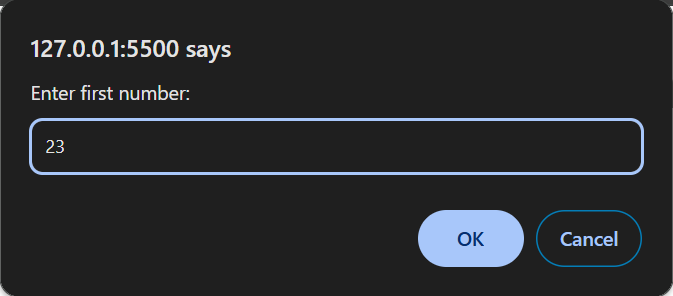 127.0.0.1:5500 says
Enter first number:
23
OK
Cancel